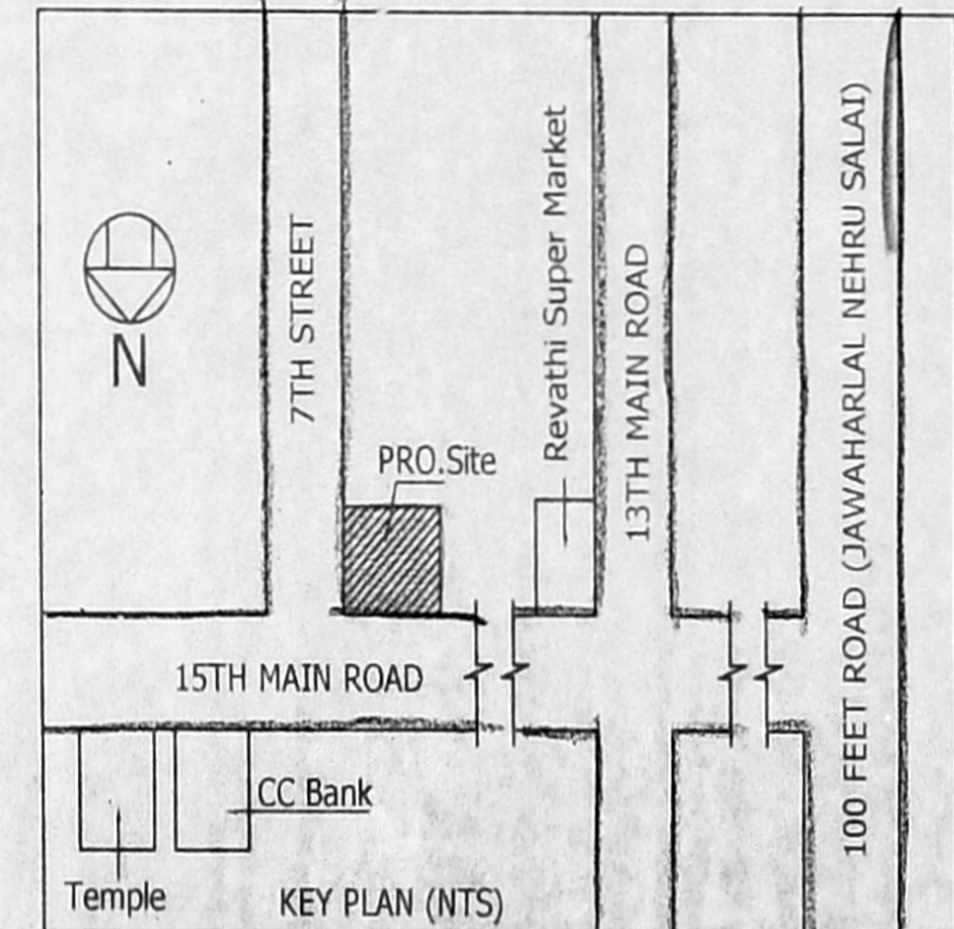 N
7TH STREET
PRO.Site
Revathi Super Market
13TH MAIN ROAD
100 FEET ROAD (JAWAHARLAL NEHRU SALAI)
15TH MAIN ROAD
CC Bank
Temple
KEY PLAN (NTS)